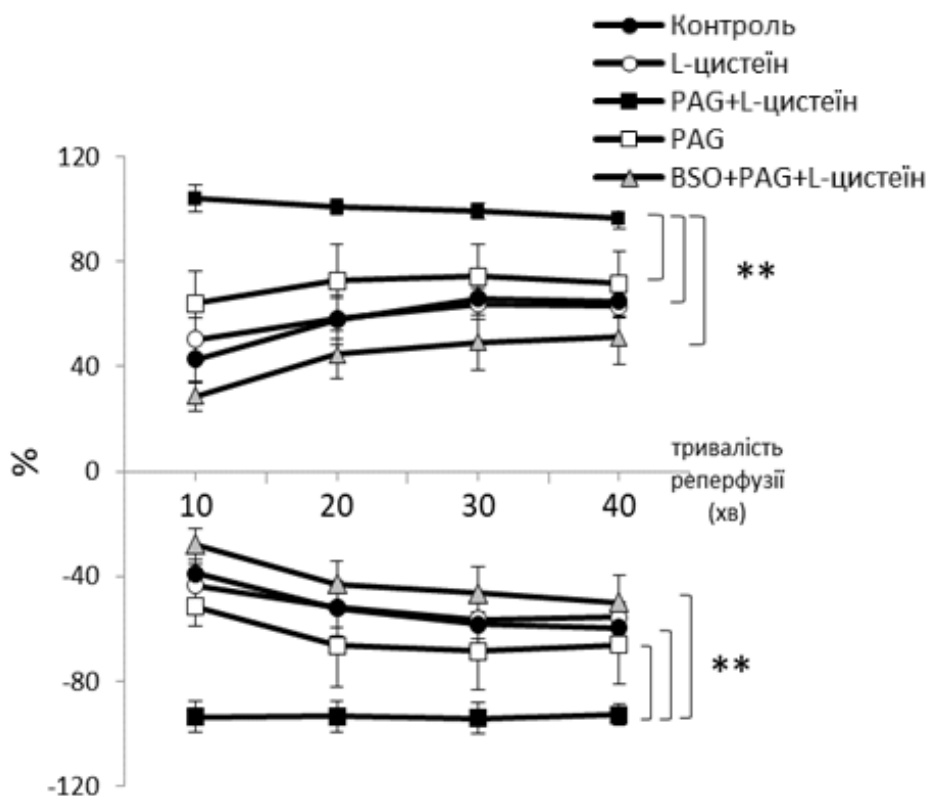 Контроль
L-цистеїн
PAG+L-цистеїн
PAG
BSO+PAG+L-цистеїн
120
80
**
40
%
0
тривалість
реперфузії
(хв)
10 20 30 40
-40
**
-80
-120